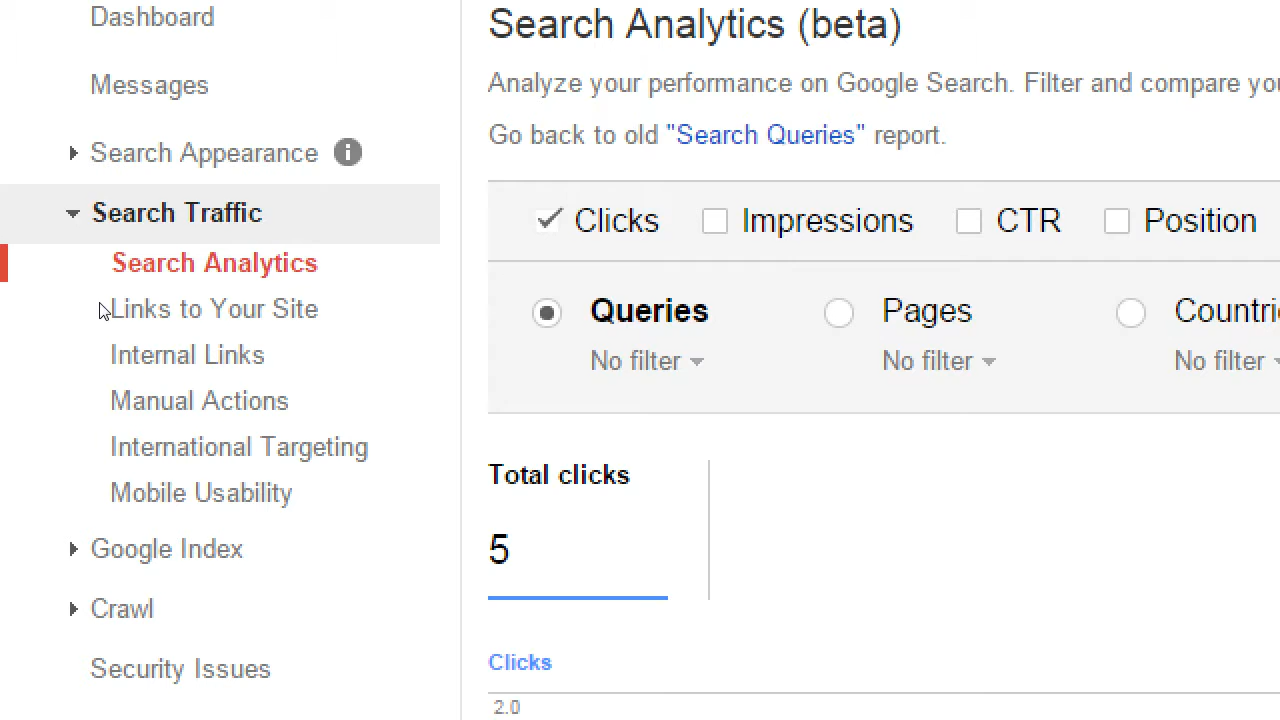 Dashboard
Messages
Search Appearance
Search Traffic
Search Analytics
Links to Your Site
Internal Links
Manual Actions
International Targeting
Mobile Usability
Google Index
Crawl
Security Issues
Search Analytics (beta)
Analyze your performance on Google Search. Filter and compare
Go back to old "Search Queries" report.
Clicks Impressions CTR Position
Queries Pages
No filter No filter No filter
Total clicks
5
Clicks
2.0